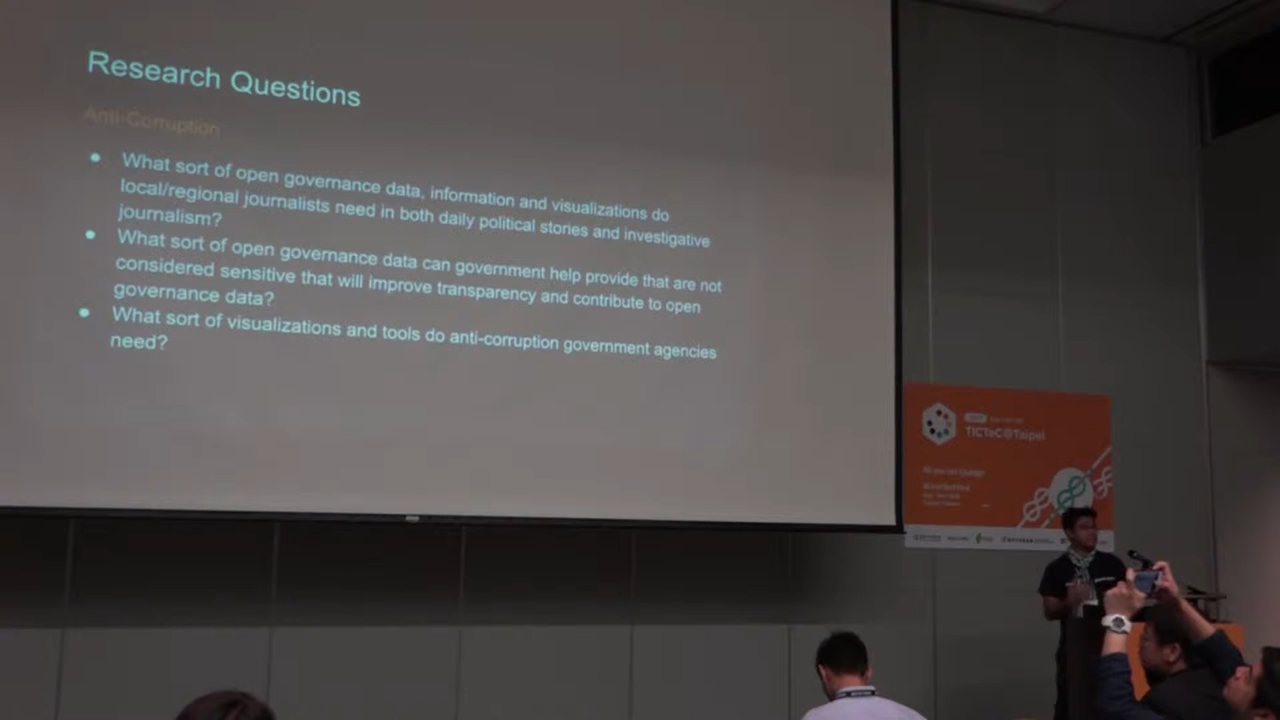 Research Questions
Anti-Corruption
● What sort of open governance data, information and visualizations do
local/regional journalists need in both daily political stories and investigative
journalism?
● What sort of open governance data can government help provide that are not
considered sensitive that will improve transparency and contribute to open
governance data?
● What sort of visualizations and tools do anti-corruption government agencies
need?
TICTeC@Taipei